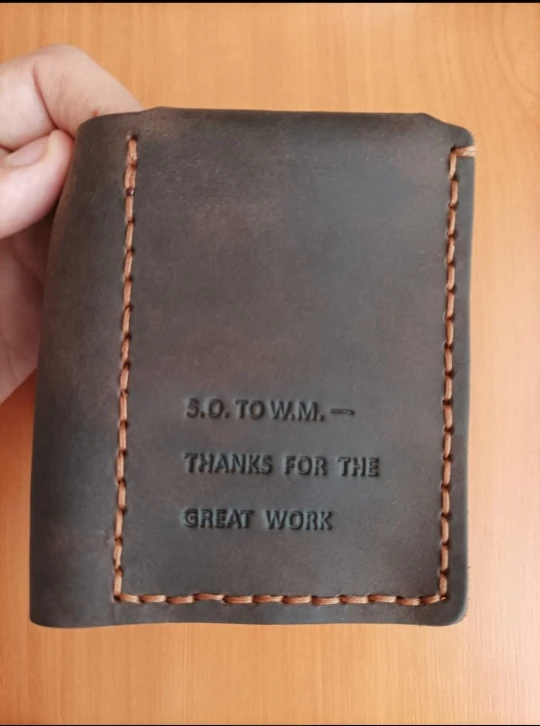 S.O. TO W.M. —
THANKS FOR THE
GREAT WORK